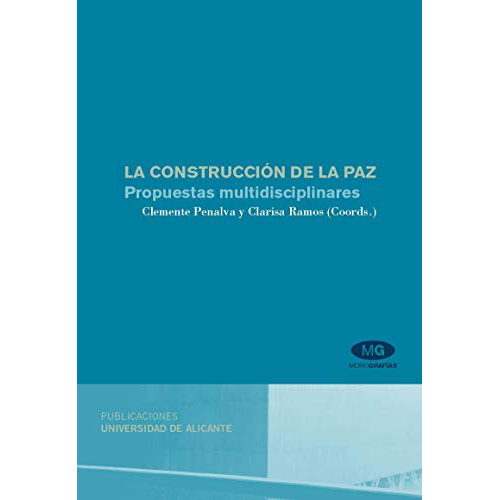 LA CONSTRUCCIÓN DE LA PAZ
Propuestas multidisciplinares
Clemente Penalva y Clarisa Ramos (Coords.)
MG
MONOGRAFÍAS
PUBLICACIONES
UNIVERSIDAD DE ALICANTE